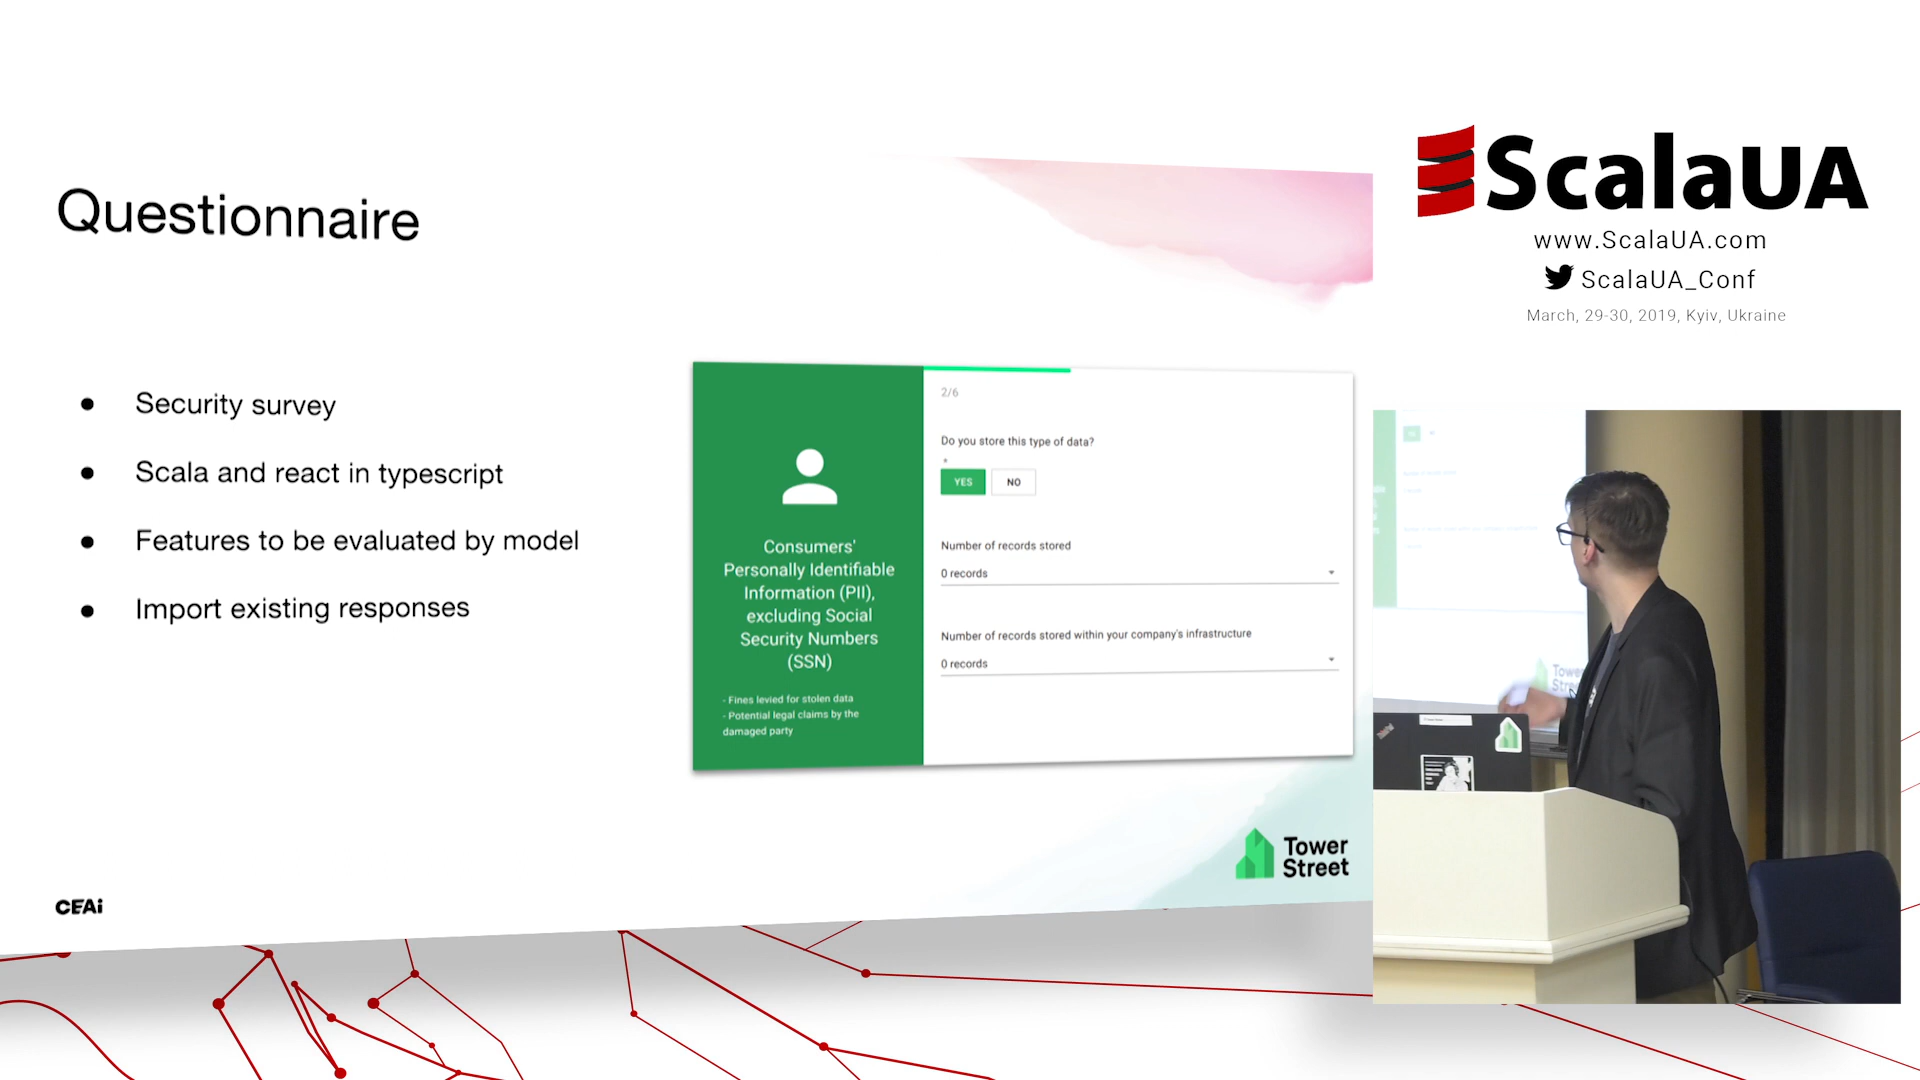 Questionnaire
● Security survey
● Scala and react in typescript
● Features to be evaluated by model
● Import existing responses
Consumers'
Personally Identifiable
Information (PII),
excluding Social
Security Numbers
(SSN)
- Fines levied for stolen data
- Potential legal claims by the
damaged party
2/6
Do you store this type of data?
*
YES NO
Number of records stored
0 records
Number of records stored within your company's infrastructure
0 records
Tower
Street
CEAi
ScalaUA
www.ScalaUA.com
ScalaUA_Conf
March, 29-30, 2019, Kyiv, Ukraine